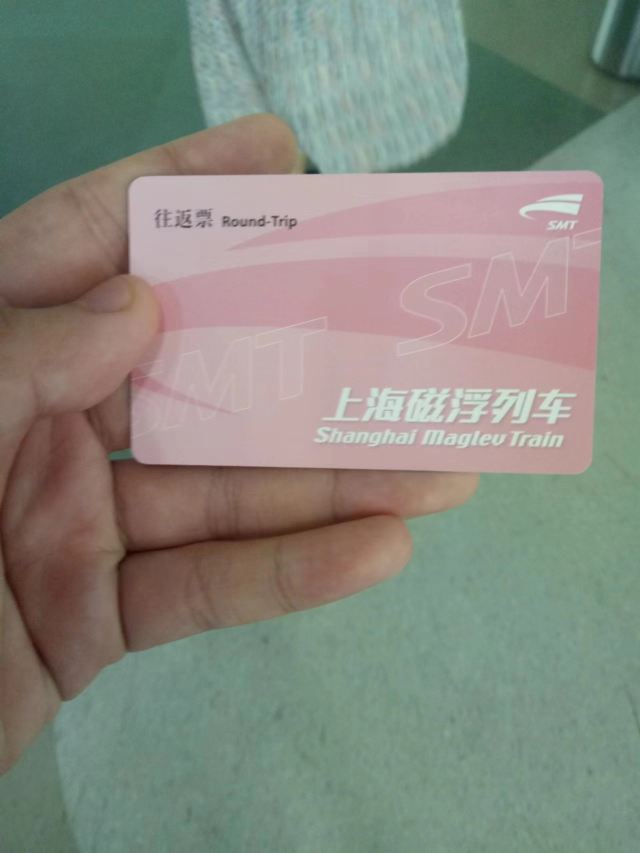 往返票 Round-Trip
SMT
SMT
SMT
上海磁浮列车
Shanghai Maglev Train